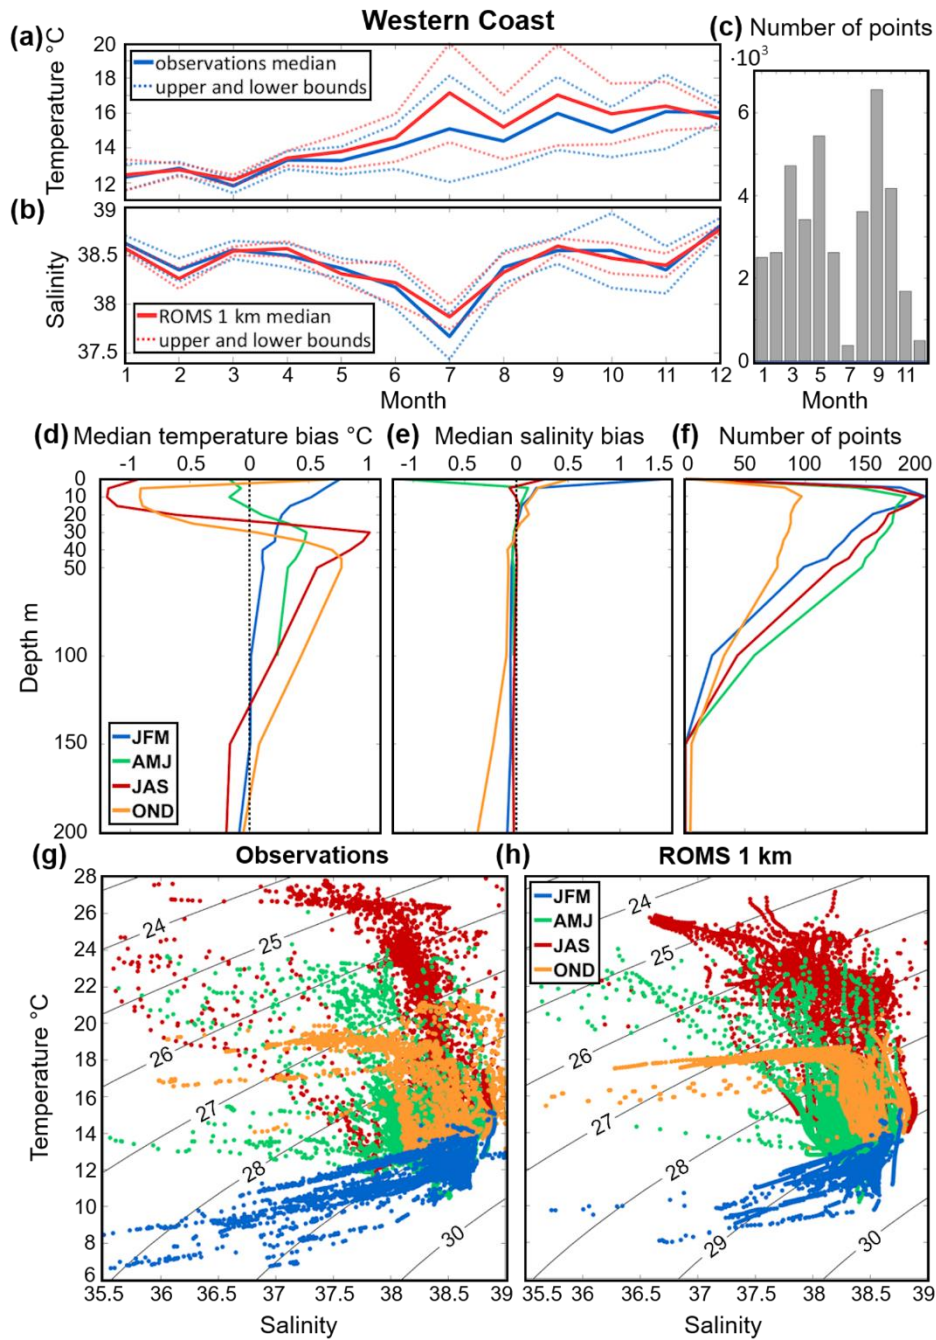 Western Coast
(a)
Temperature °C
20
18
16
14
12
observations median
upper and lower bounds
(b)
Salinity
39
38.5
38
37.5
ROMS 1 km median
upper and lower bounds
1 2 3 4 5 6 7 8 9 10 11 12
Month
(c) Number of points
·10³
6
4
2
0
1 3 5 7 9 11
Month
(d) Median temperature bias °C
-1 -0.5 0 0.5 1
0
10
20
30
40
50
100
150
200
Depth m
JFM
AMJ
JAS
OND
(e) Median salinity bias
-1 -0.5 0 0.5 1 1.5
(f) Number of points
0 50 100 150 200
(g) Observations
28
26
24
22
20
18
16
14
12
10
8
6
Temperature °C
24
25
26
27
28
30
35.5 36 36.5 37 37.5 38 38.5 39
Salinity
(h) ROMS 1 km
JFM
AMJ
JAS
OND
24
25
26
27
28
29
30
36 36.5 37 37.5 38 38.5 39
Salinity